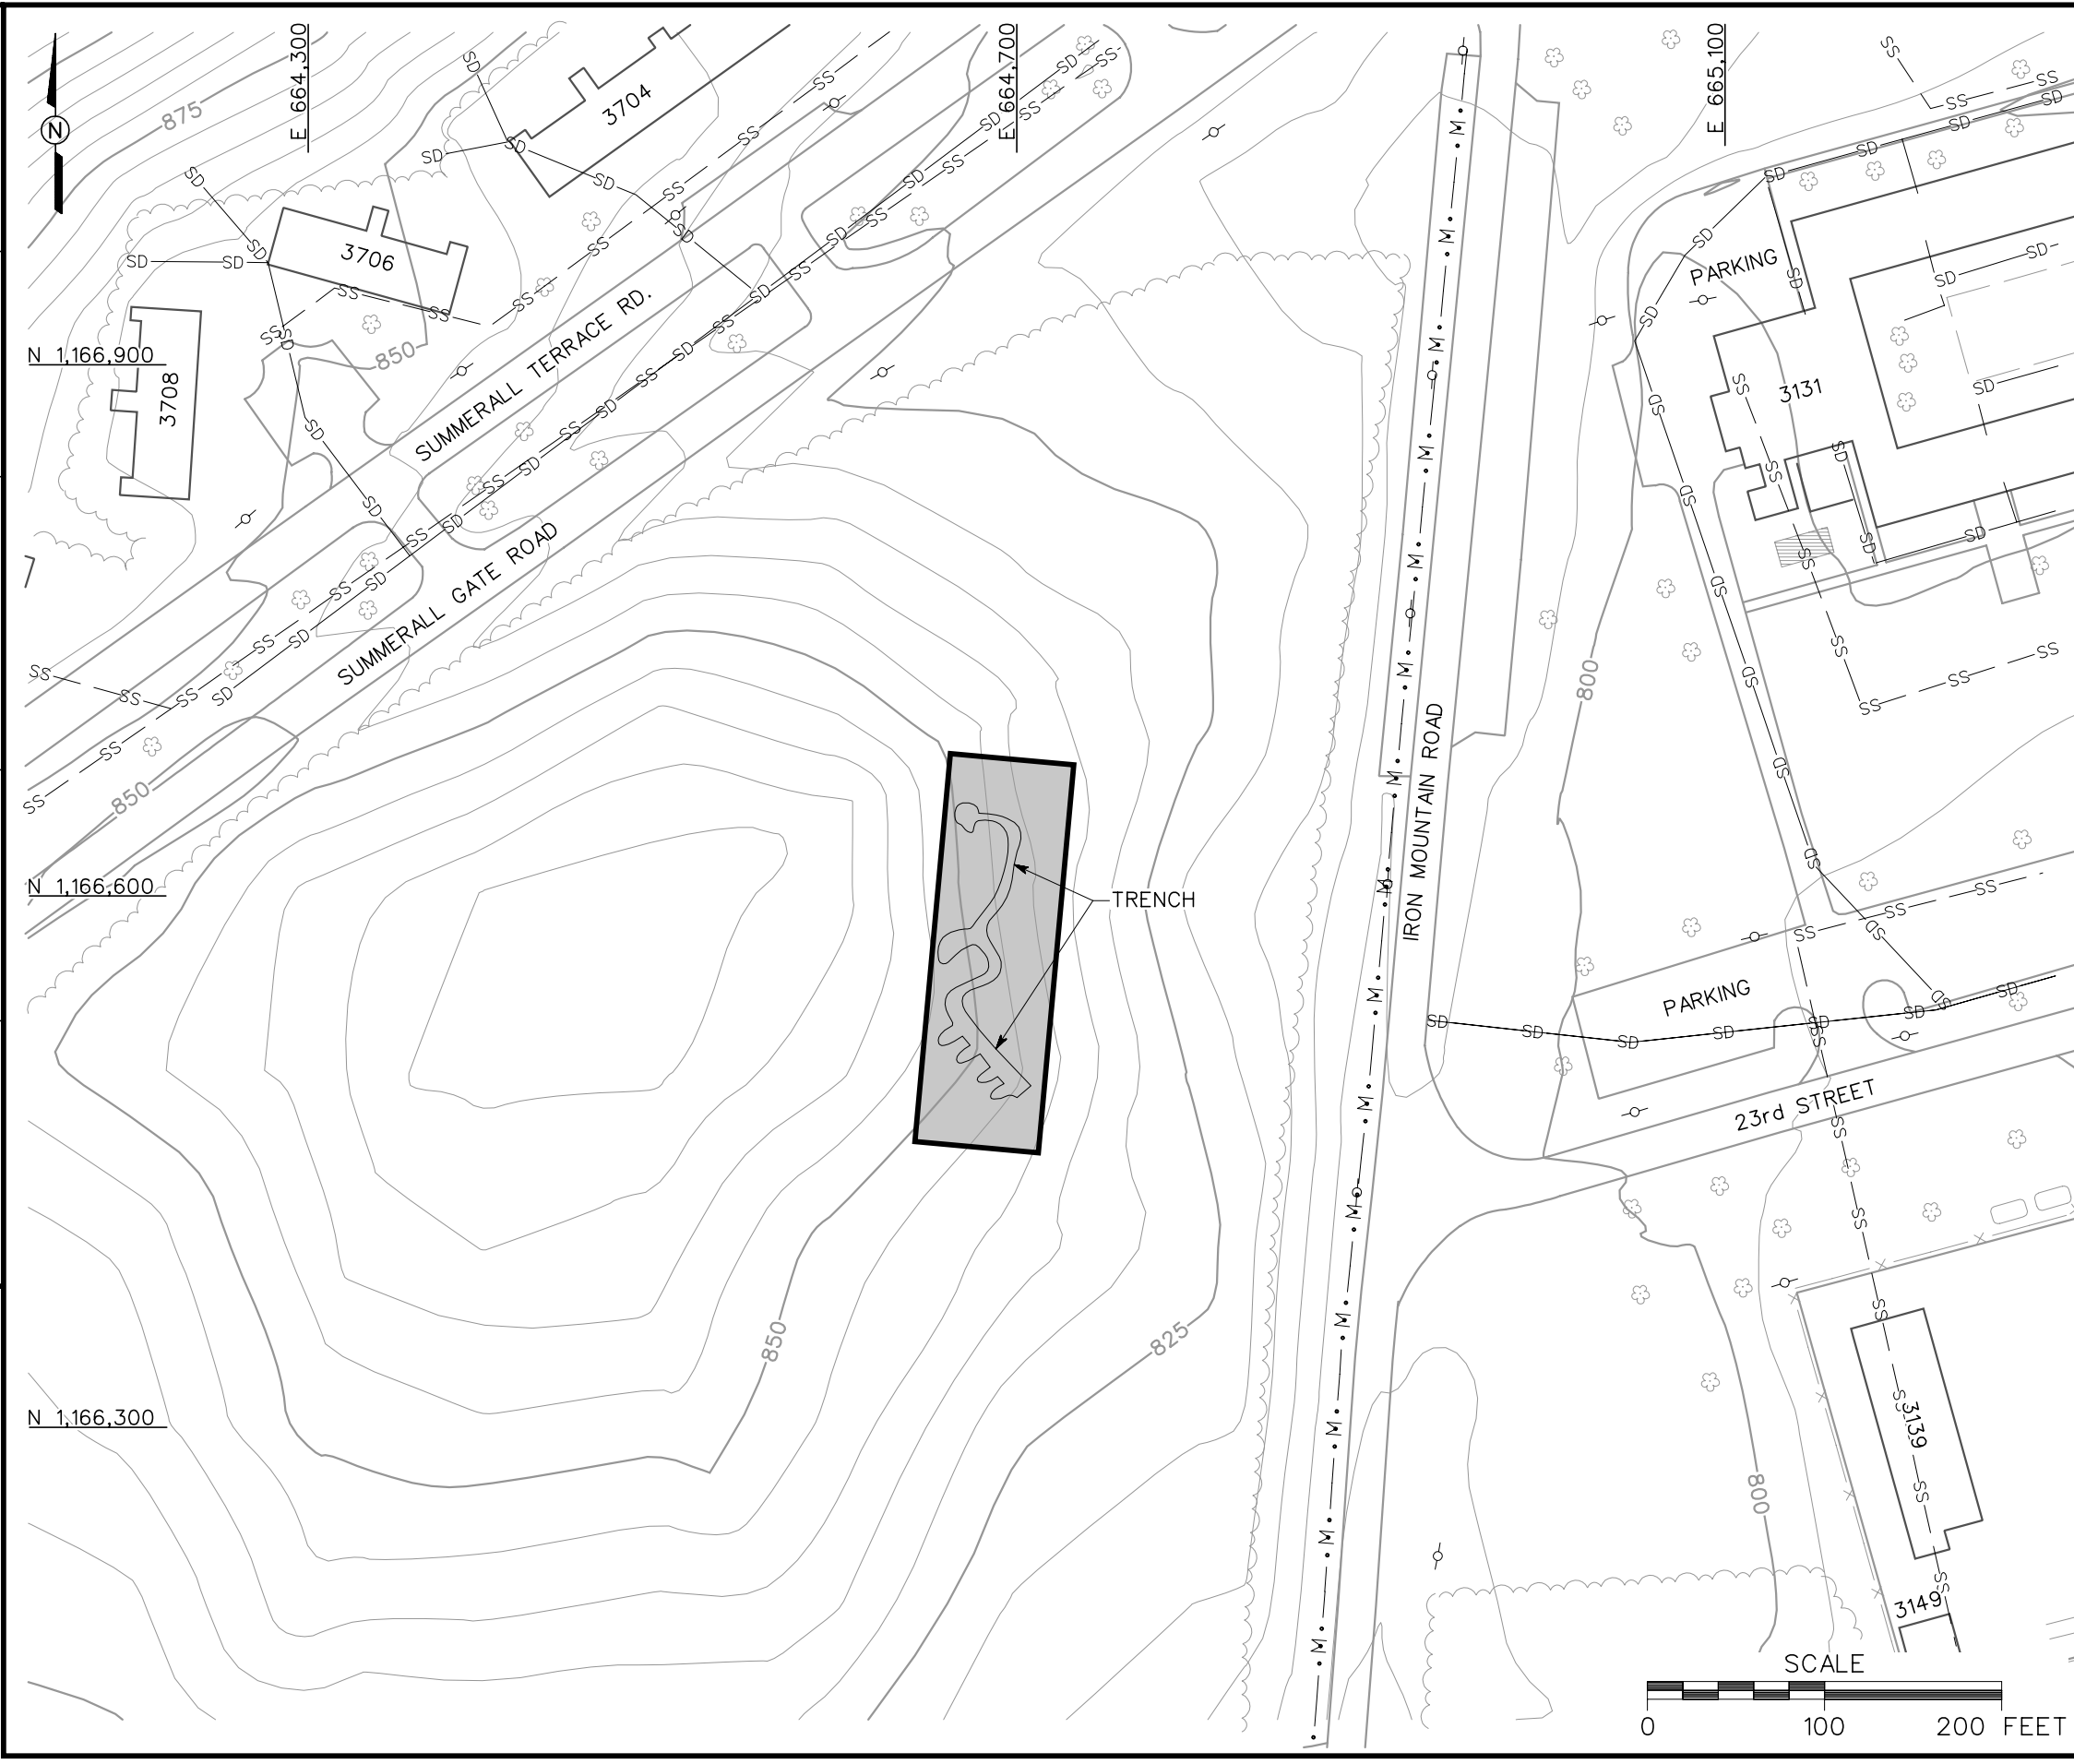 E 664,300
E 664,700
E 665,100
875
N
3704
3706
3708
850
N 1,166,900
SUMMERALL TERRACE RD.
SUMMERALL GATE ROAD
PARKING
3131
800
850
IRON MOUNTAIN ROAD
N 1,166,600
TRENCH
PARKING
23rd STREET
850
825
N 1,166,300
800
3139
3149
SCALE
0 100 200 FEET
SD
SS
M